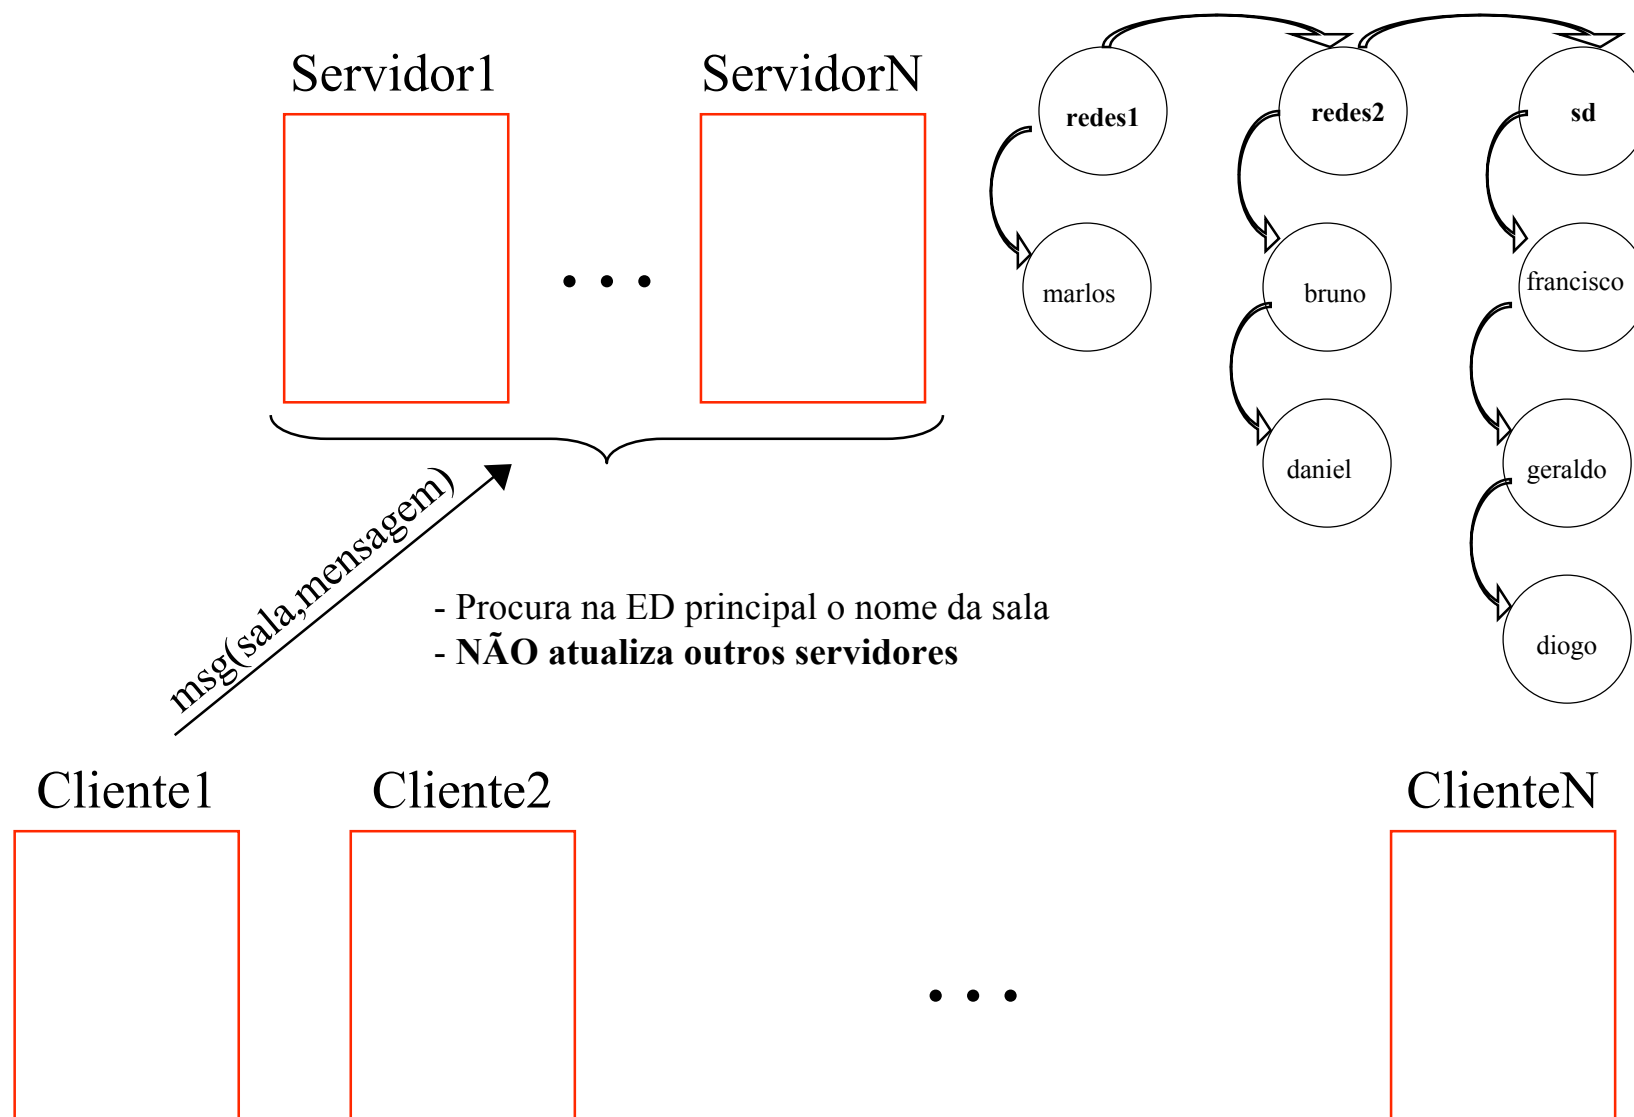 Servidor1
ServidorN
redes1
redes2
sd
marlos
bruno
francisco
daniel
geraldo
diogo
msg(sala,mensagem)
- Procura na ED principal o nome da sala
- NÃO atualiza outros servidores
Cliente1
Cliente2
ClienteN